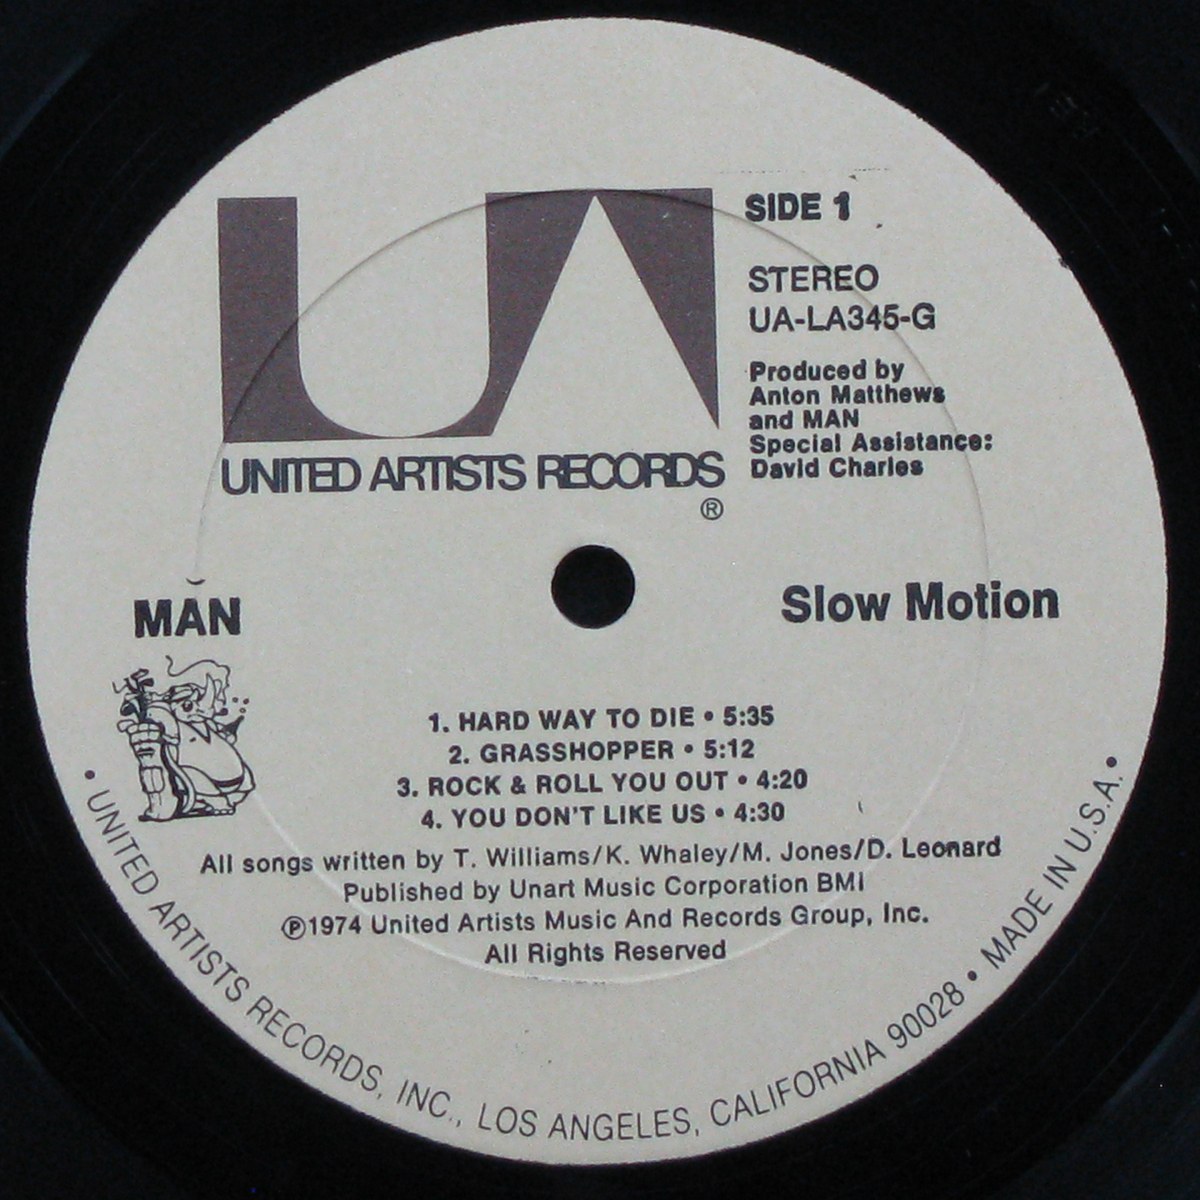 SIDE 1
STEREO
UA-LA345-G
Produced by
Anton Matthews
and MAN
Special Assistance:
David Charles
UA
UNITED ARTISTS RECORDS
®
MAN
Slow Motion
1. HARD WAY TO DIE • 5:35
2. GRASSHOPPER • 5:12
3. ROCK & ROLL YOU OUT • 4:20
4. YOU DON'T LIKE US • 4:30
All songs written by T. Williams/K. Whaley/M. Jones/D. Leonard
Published by Unart Music Corporation BMI
℗1974 United Artists Music And Records Group, Inc.
All Rights Reserved
• UNITED ARTISTS RECORDS, INC., LOS ANGELES, CALIFORNIA 90028 • MADE IN U.S.A. •